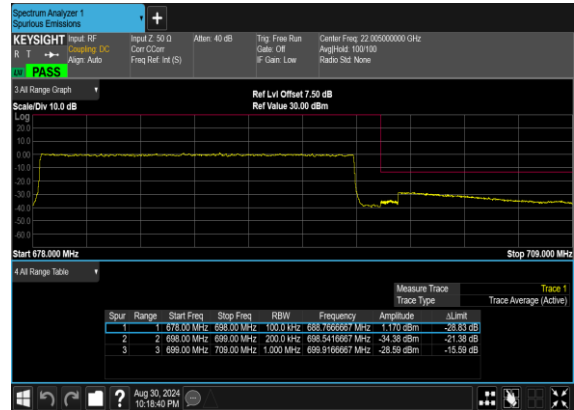 Spectrum Analyzer 1
Spurious Emissions
+
KEYSIGHT Input: RF Input Z: 50 Ω Atten: 40 dB Trig: Free Run Center Freq: 22.005000000 GHz
R T Coupling: DC Corr CCorr Gate: Off Avg|Hold: 100/100
Align: Auto Freq Ref: Int (S) IF Gain: Low Radio Std: None
PASS
3 All Range Graph
Ref Lvl Offset 7.50 dB
Scale/Div 10.0 dB Ref Value 30.00 dBm
Log
20.0
10.0
0.00
-10.0
-20.0
-30.0
-40.0
-50.0
-60.0
Start 678.000 MHz Stop 709.000 MHz
4 All Range Table
Measure Trace Trace 1
Trace Type Trace Average (Active)
Spur Range Start Freq Stop Freq RBW Frequency Amplitude ΔLimit
1 1 678.00 MHz 698.00 MHz 100.0 kHz 688.7666667 MHz 1.170 dBm -28.83 dB
2 2 698.00 MHz 699.00 MHz 200.0 kHz 698.5416667 MHz -34.38 dBm -21.38 dB
3 3 699.00 MHz 709.00 MHz 1.000 MHz 699.9166667 MHz -28.59 dBm -15.59 dB
? Aug 30, 2024
10:18:40 PM